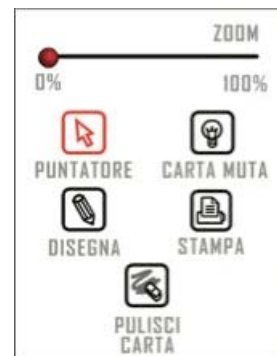 ZOOM
0% 100%
PUNTATORE CARTA MUTA
DISEGNA STAMPA
PULISCI
CARTA